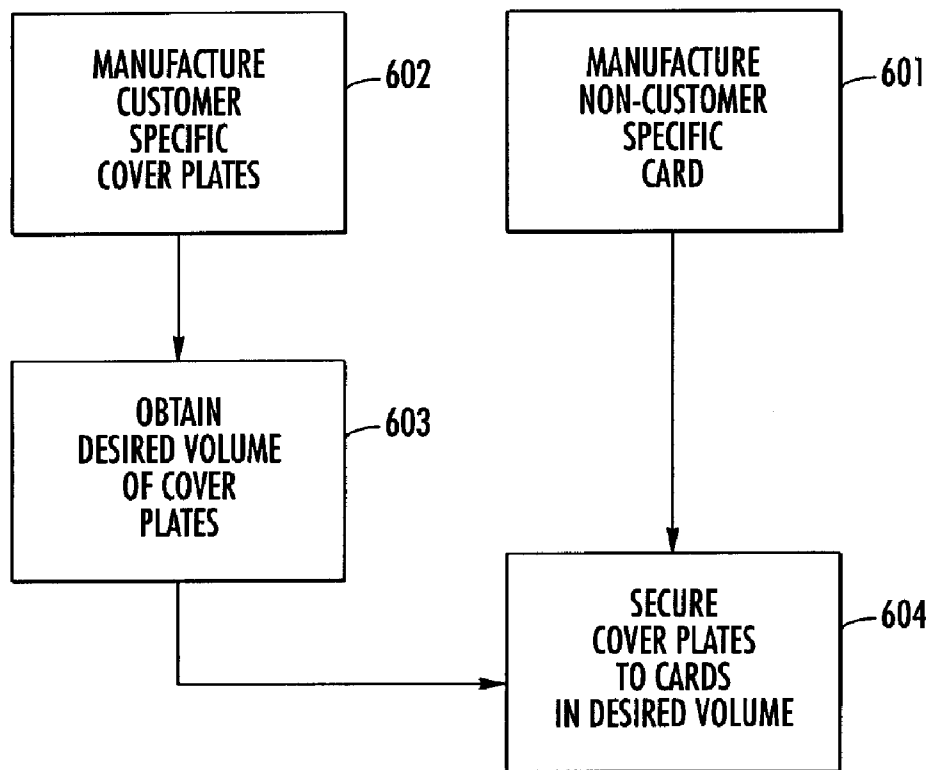 MANUFACTURE
CUSTOMER
SPECIFIC
COVER PLATES
602
MANUFACTURE
NON-CUSTOMER
SPECIFIC
CARD
601
OBTAIN
DESIRED VOLUME
OF COVER
PLATES
603
SECURE
COVER PLATES
TO CARDS
IN DESIRED VOLUME
604